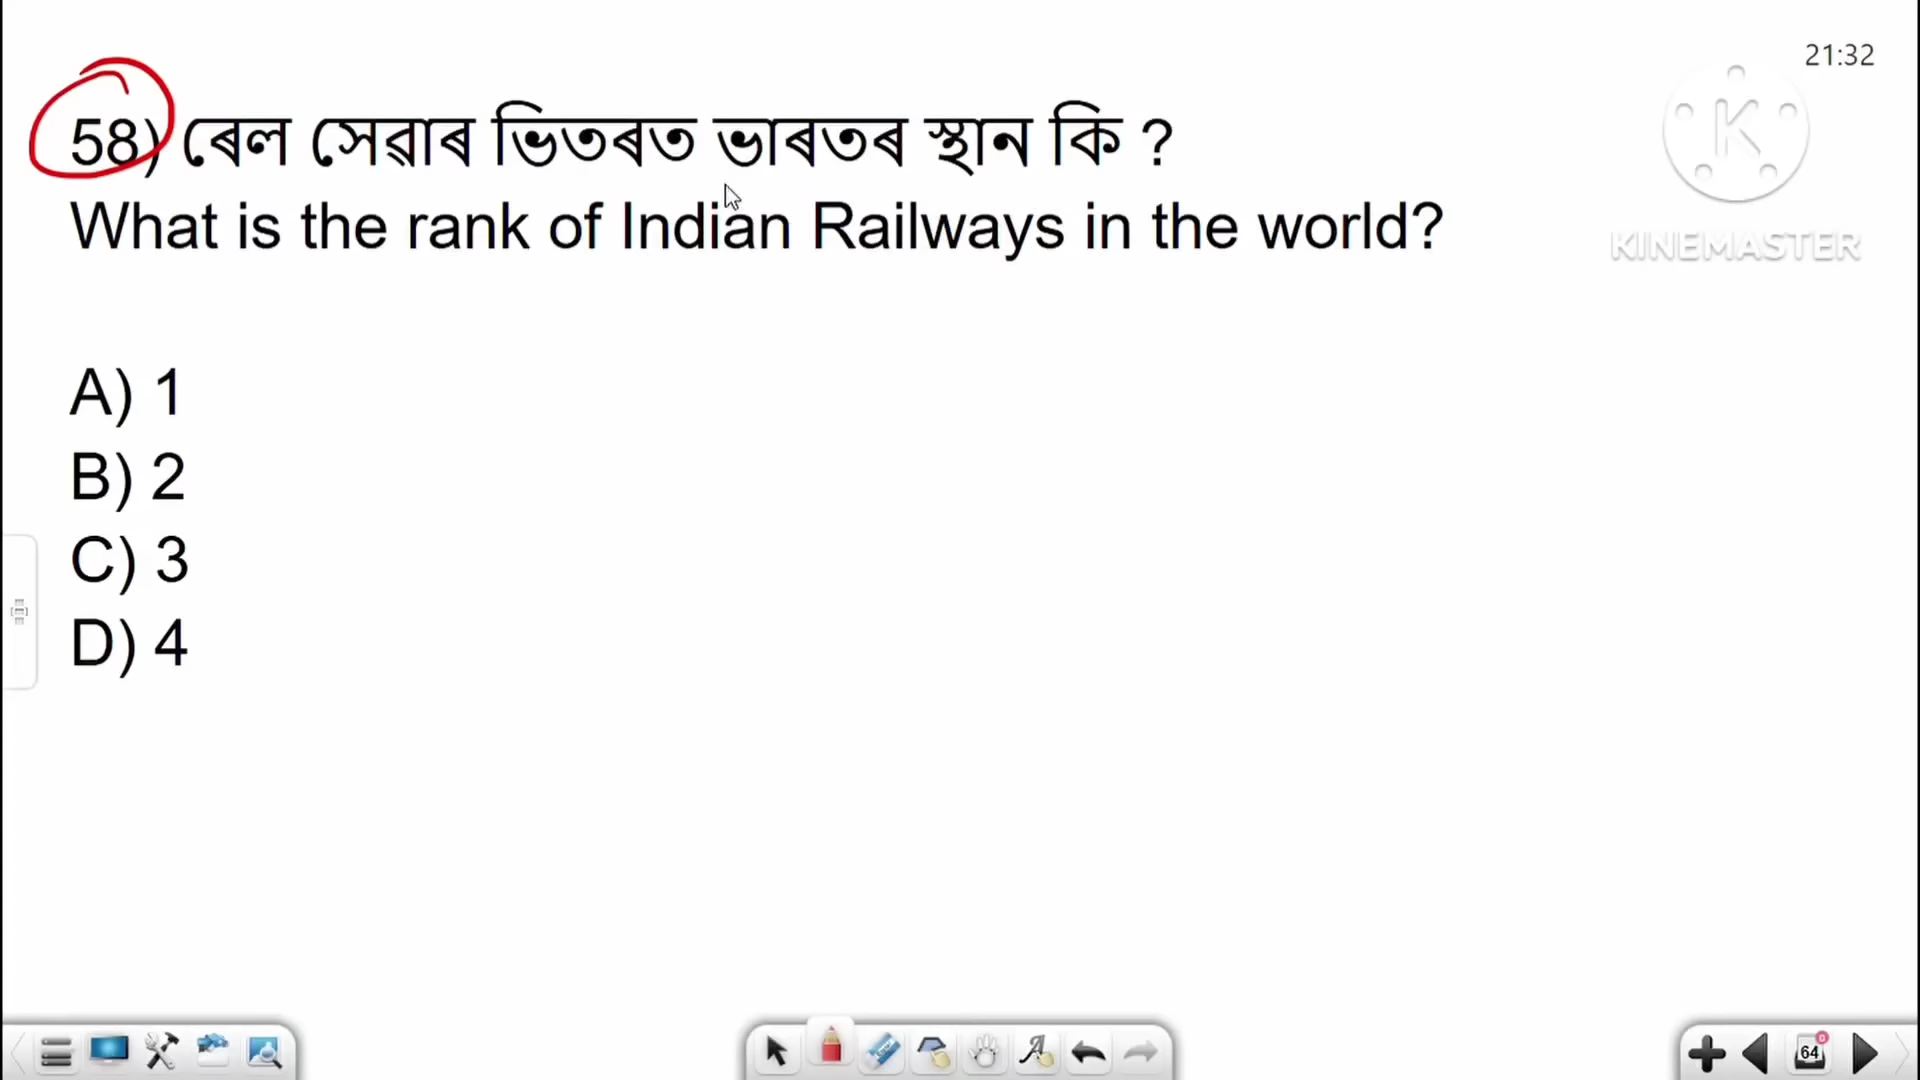 21:32
58) ৰেল সেৱাৰ ভিতৰত ভাৰতৰ স্থান কি ?
What is the rank of Indian Railways in the world?
KINEMASTER
A) 1
B) 2
C) 3
D) 4
64